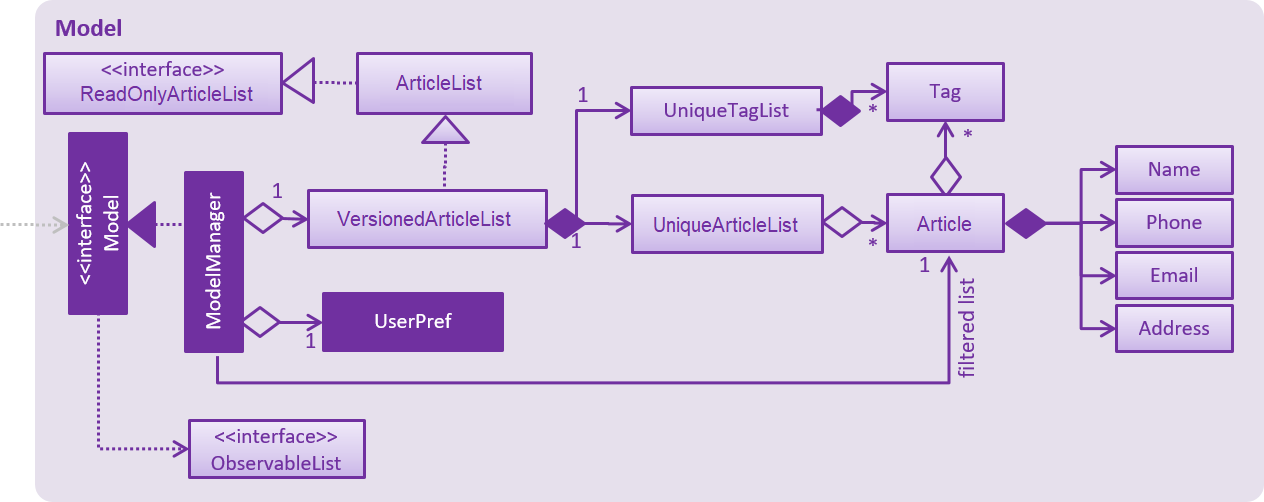 Model
<<interface>>
ReadOnlyArticleList
ArticleList
<<interface>>
Model
ModelManager
1
VersionedArticleList
1
UserPref
1
1
UniqueTagList
*
Tag
*
UniqueArticleList
*
Article
1
filtered list
Name
Phone
Email
Address
<<interface>>
ObservableList